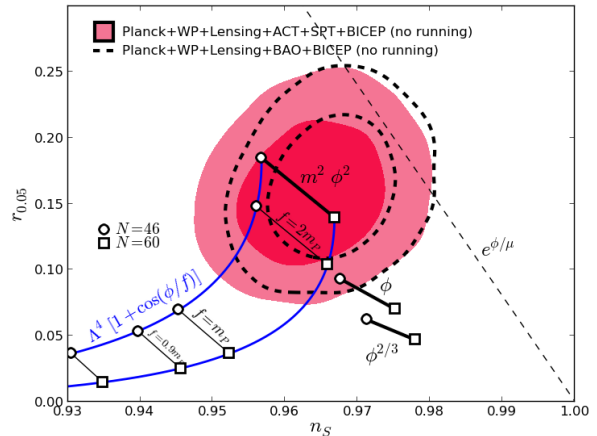 Planck+WP+Lensing+ACT+SPT+BICEP (no running)
Planck+WP+Lensing+BAO+BICEP (no running)
0.30
0.25
0.20
0.15
0.10
0.05
0.00
r₀.₀₅
m² φ²
f=2mₚ
N=46
N=60
e^{φ/μ}
Λ⁴ [1+cos(φ/f)]
f=mₚ
f=0.9mₚ
φ
φ^{2/3}
0.93 0.94 0.95 0.96 0.97 0.98 0.99 1.00
n_S